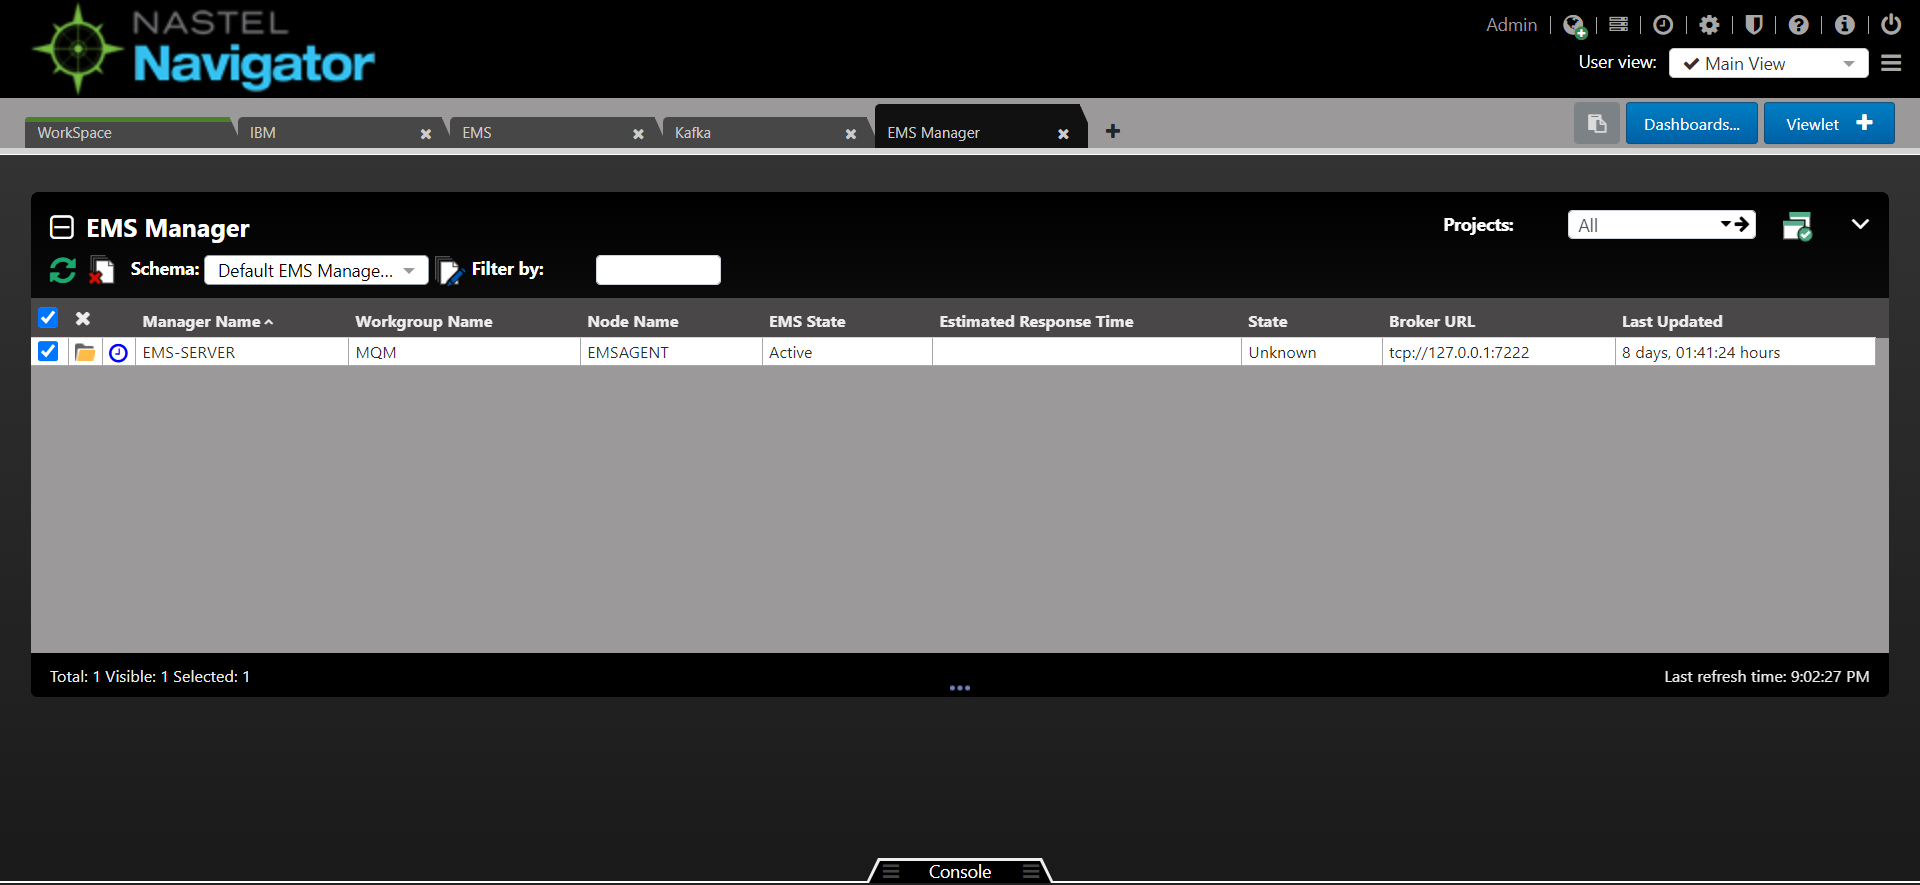 NASTEL
Navigator
Admin
User view: Main View
WorkSpace
IBM
EMS
Kafka
EMS Manager
Dashboards...
Viewlet
EMS Manager
Projects: All
Schema: Default EMS Manage... Filter by:
Manager Name Workgroup Name Node Name EMS State Estimated Response Time State Broker URL Last Updated
EMS-SERVER MQM EMSAGENT Active Unknown tcp://127.0.0.1:7222 8 days, 01:41:24 hours
Total: 1 Visible: 1 Selected: 1
Last refresh time: 9:02:27 PM
Console